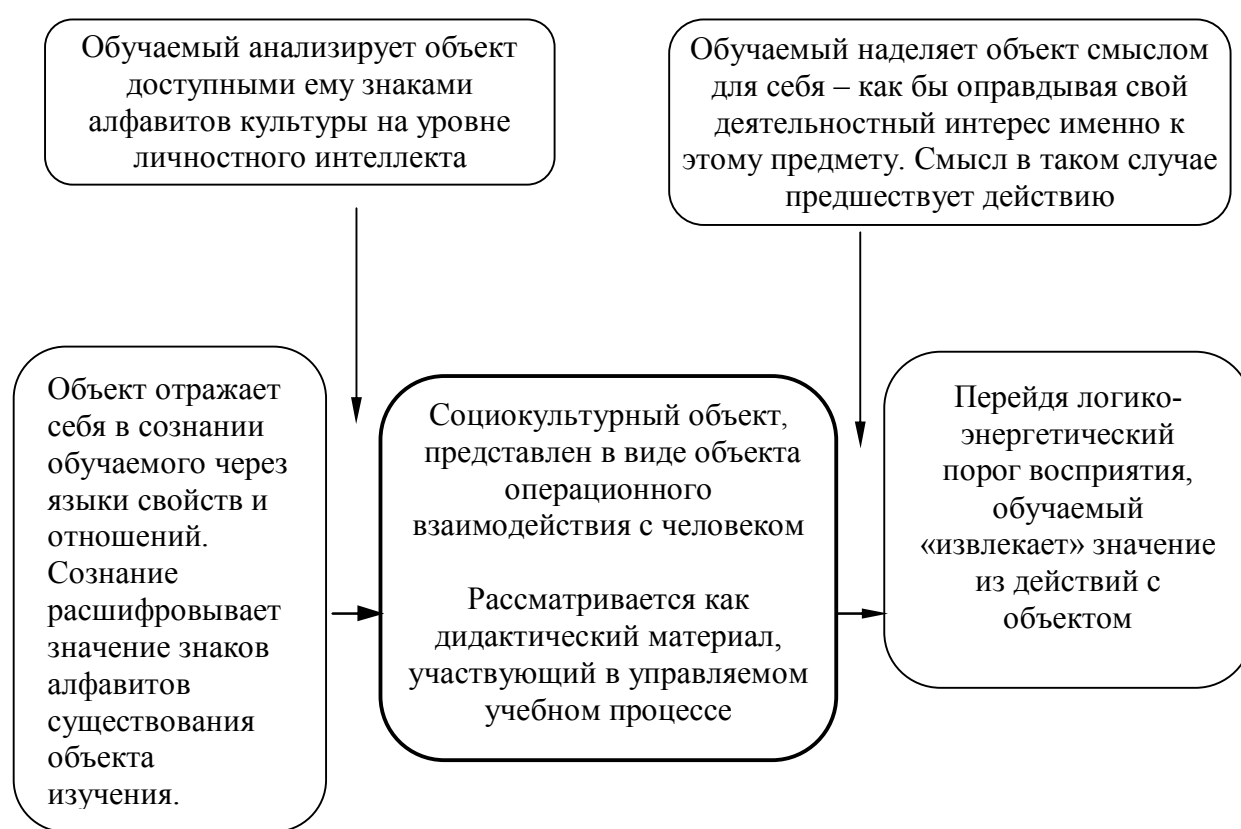 Обучаемый анализирует объект
доступными ему знаками
алфавитов культуры на уровне
личностного интеллекта
Обучаемый наделяет объект смыслом
для себя – как бы оправдывая свой
деятельностный интерес именно к
этому предмету. Смысл в таком случае
предшествует действию
Объект отражает
себя в сознании
обучаемого через
языки свойств и
отношений.
Сознание
расшифровывает
значение знаков
алфавитов
существования
объекта
изучения.
Социокультурный объект,
представлен в виде объекта
операционного
взаимодействия с человеком
Рассматривается как
дидактический материал,
участвующий в управляемом
учебном процессе
Перейдя логико-
энергетический
порог восприятия,
обучаемый
«извлекает» значение
из действий с
объектом